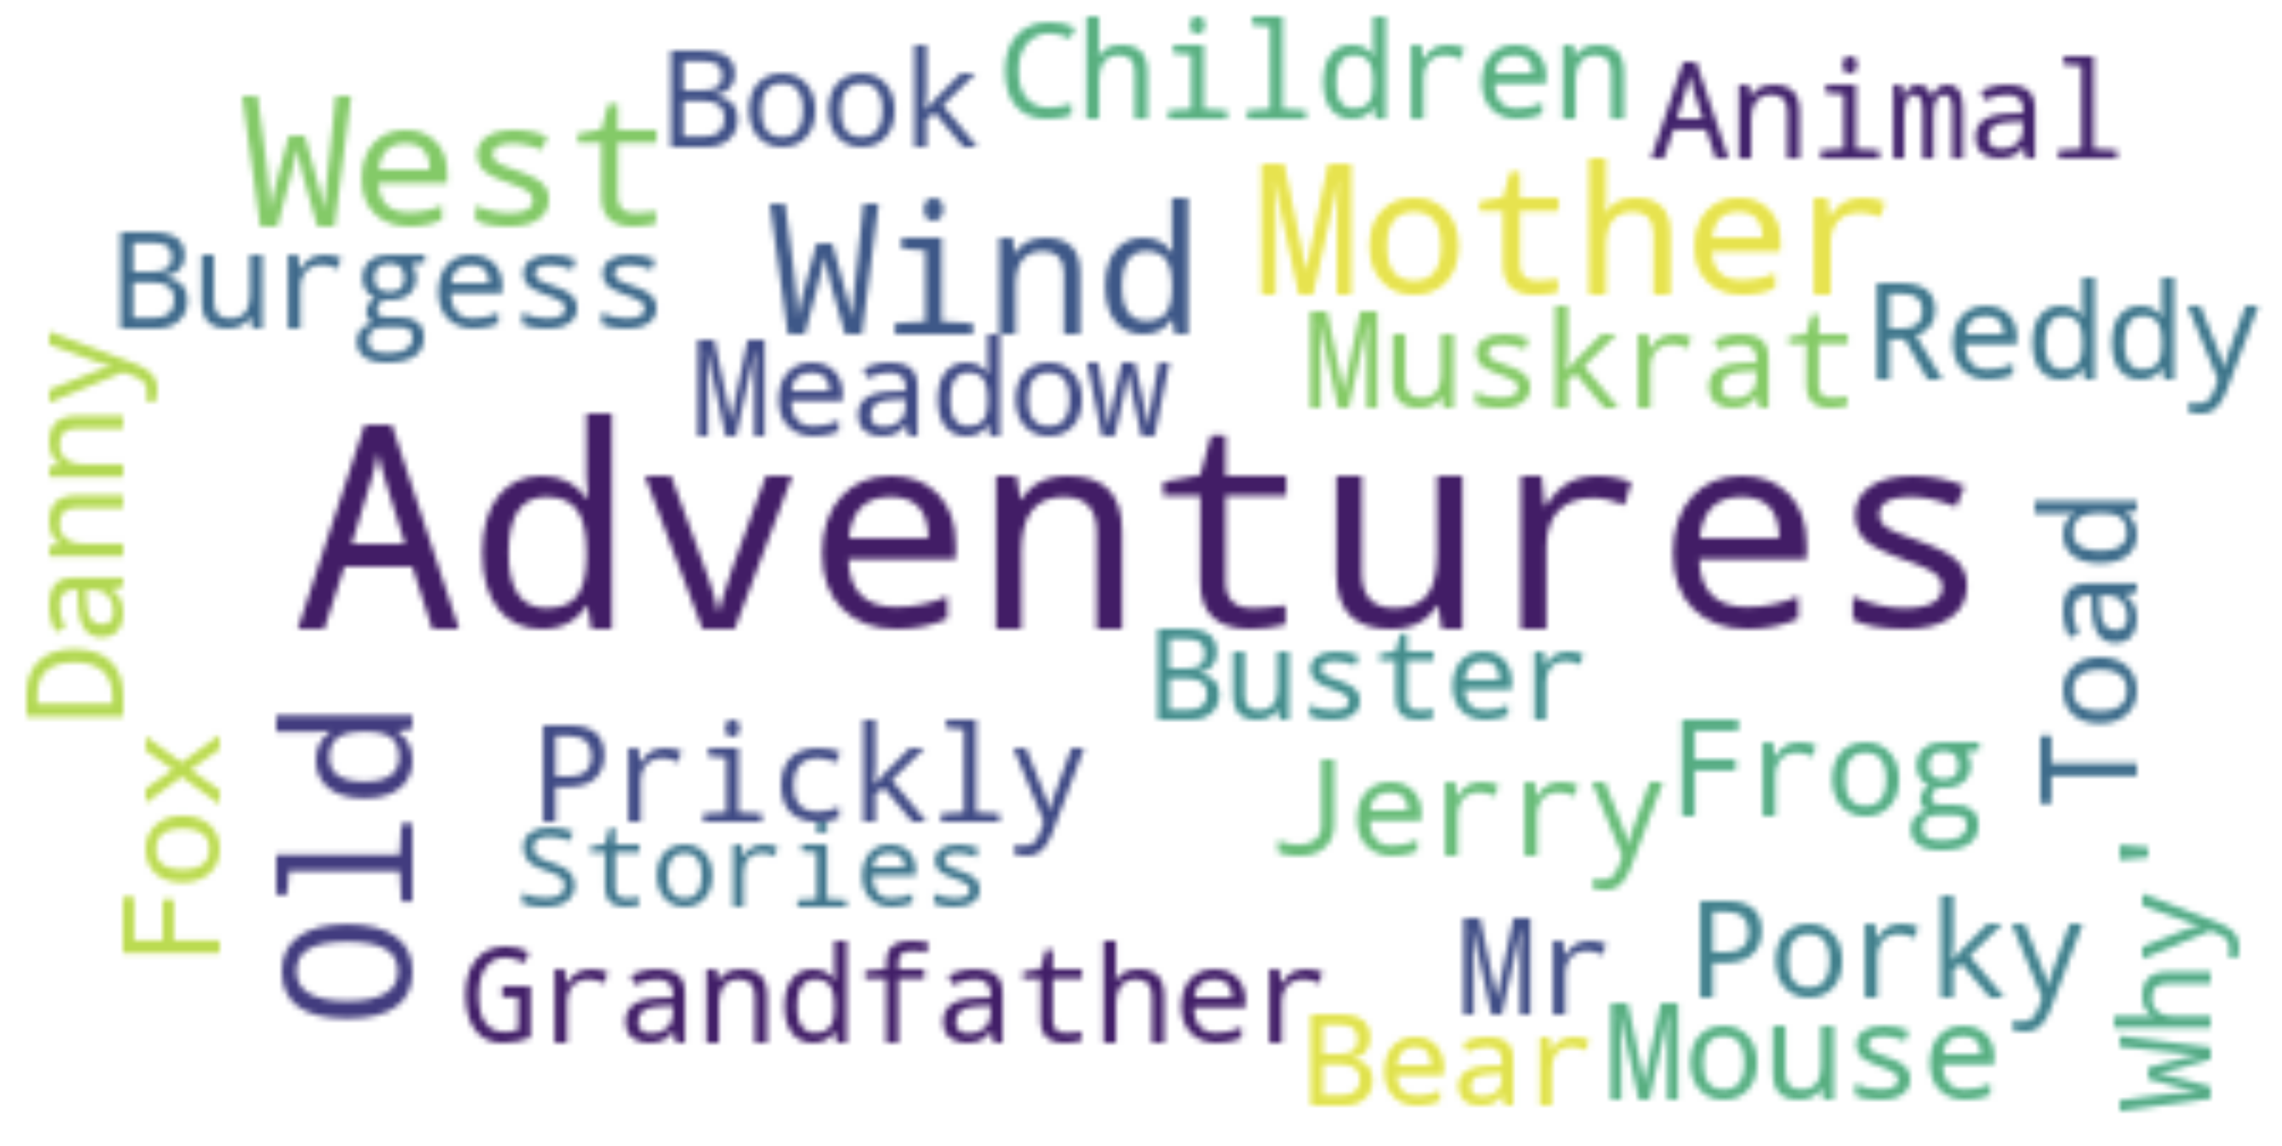 Children
Book
Animal
West
Mother
Wind
Burgess
Reddy
Muskrat
Meadow
Danny
Adventures
Toad
Buster
Old
Prickly
Frog
Fox
Jerry
Stories
Why'
Porky
Mr
Grandfather
Mouse
Bear